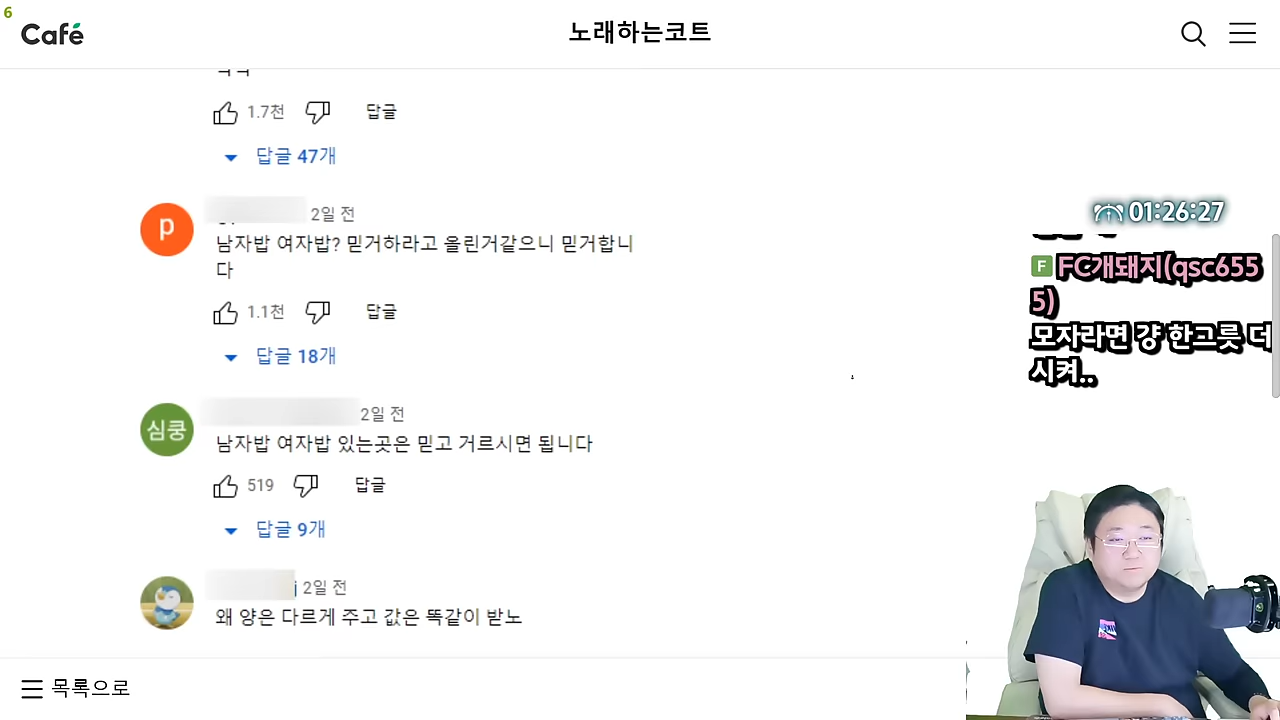 6
Café
노래하는코트
1.7천
답글
답글 47개
P
2일 전
남자밥 여자밥? 믿거하라고 올린거같으니 믿거합니
다
1.1천
답글
답글 18개
심쿵
2일 전
남자밥 여자밥 있는곳은 믿고 거르시면 됩니다
519
답글
답글 9개
j 2일 전
왜 양은 다르게 주고 값은 똑같이 받노
목록으로
01:26:27
F FC개돼지(qsc655
5)
모자라면 걍 한그릇 더
시켜..